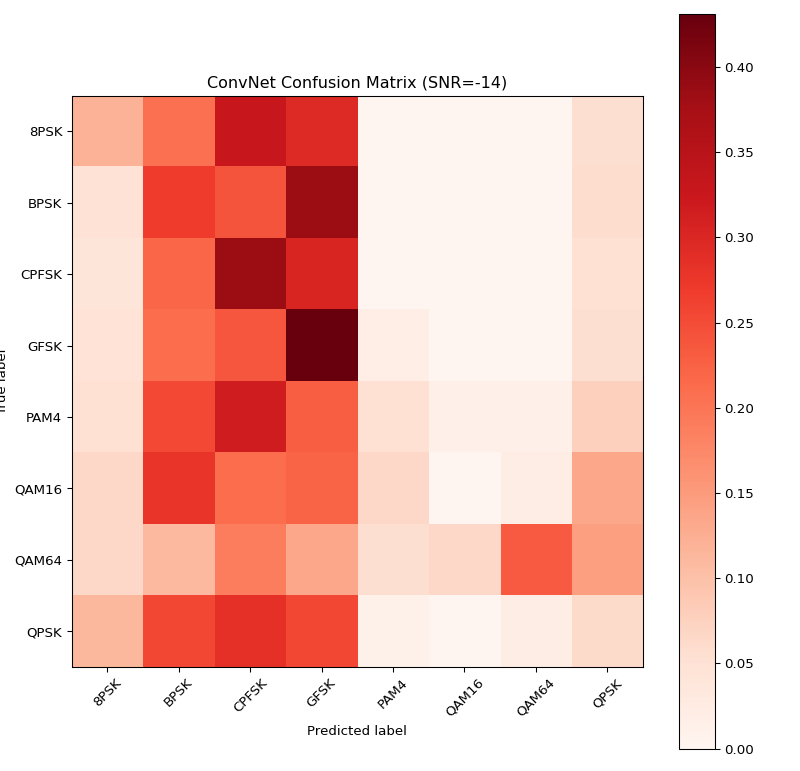 ConvNet Confusion Matrix (SNR=-14)
8PSK
BPSK
CPFSK
GFSK
PAM4
QAM16
QAM64
QPSK
True label
8PSK
BPSK
CPFSK
GFSK
PAM4
QAM16
QAM64
QPSK
Predicted label
0.40
0.35
0.30
0.25
0.20
0.15
0.10
0.05
0.00